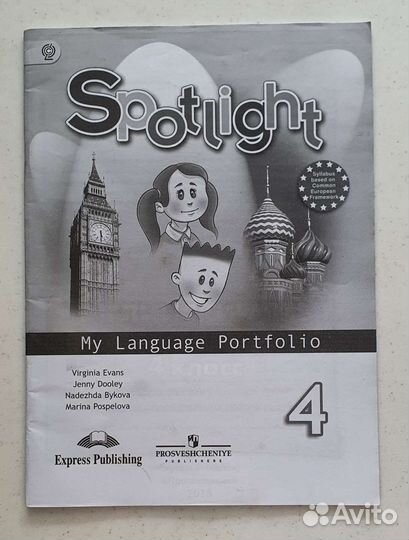 Spotlight
Syllabus
based on
Common
European
Framework
My Language Portfolio
Virginia Evans
Jenny Dooley
Nadezhda Bykova
Marina Pospelova
4
Express Publishing
PROSVESHCHENIYE
PUBLISHERS
Avito